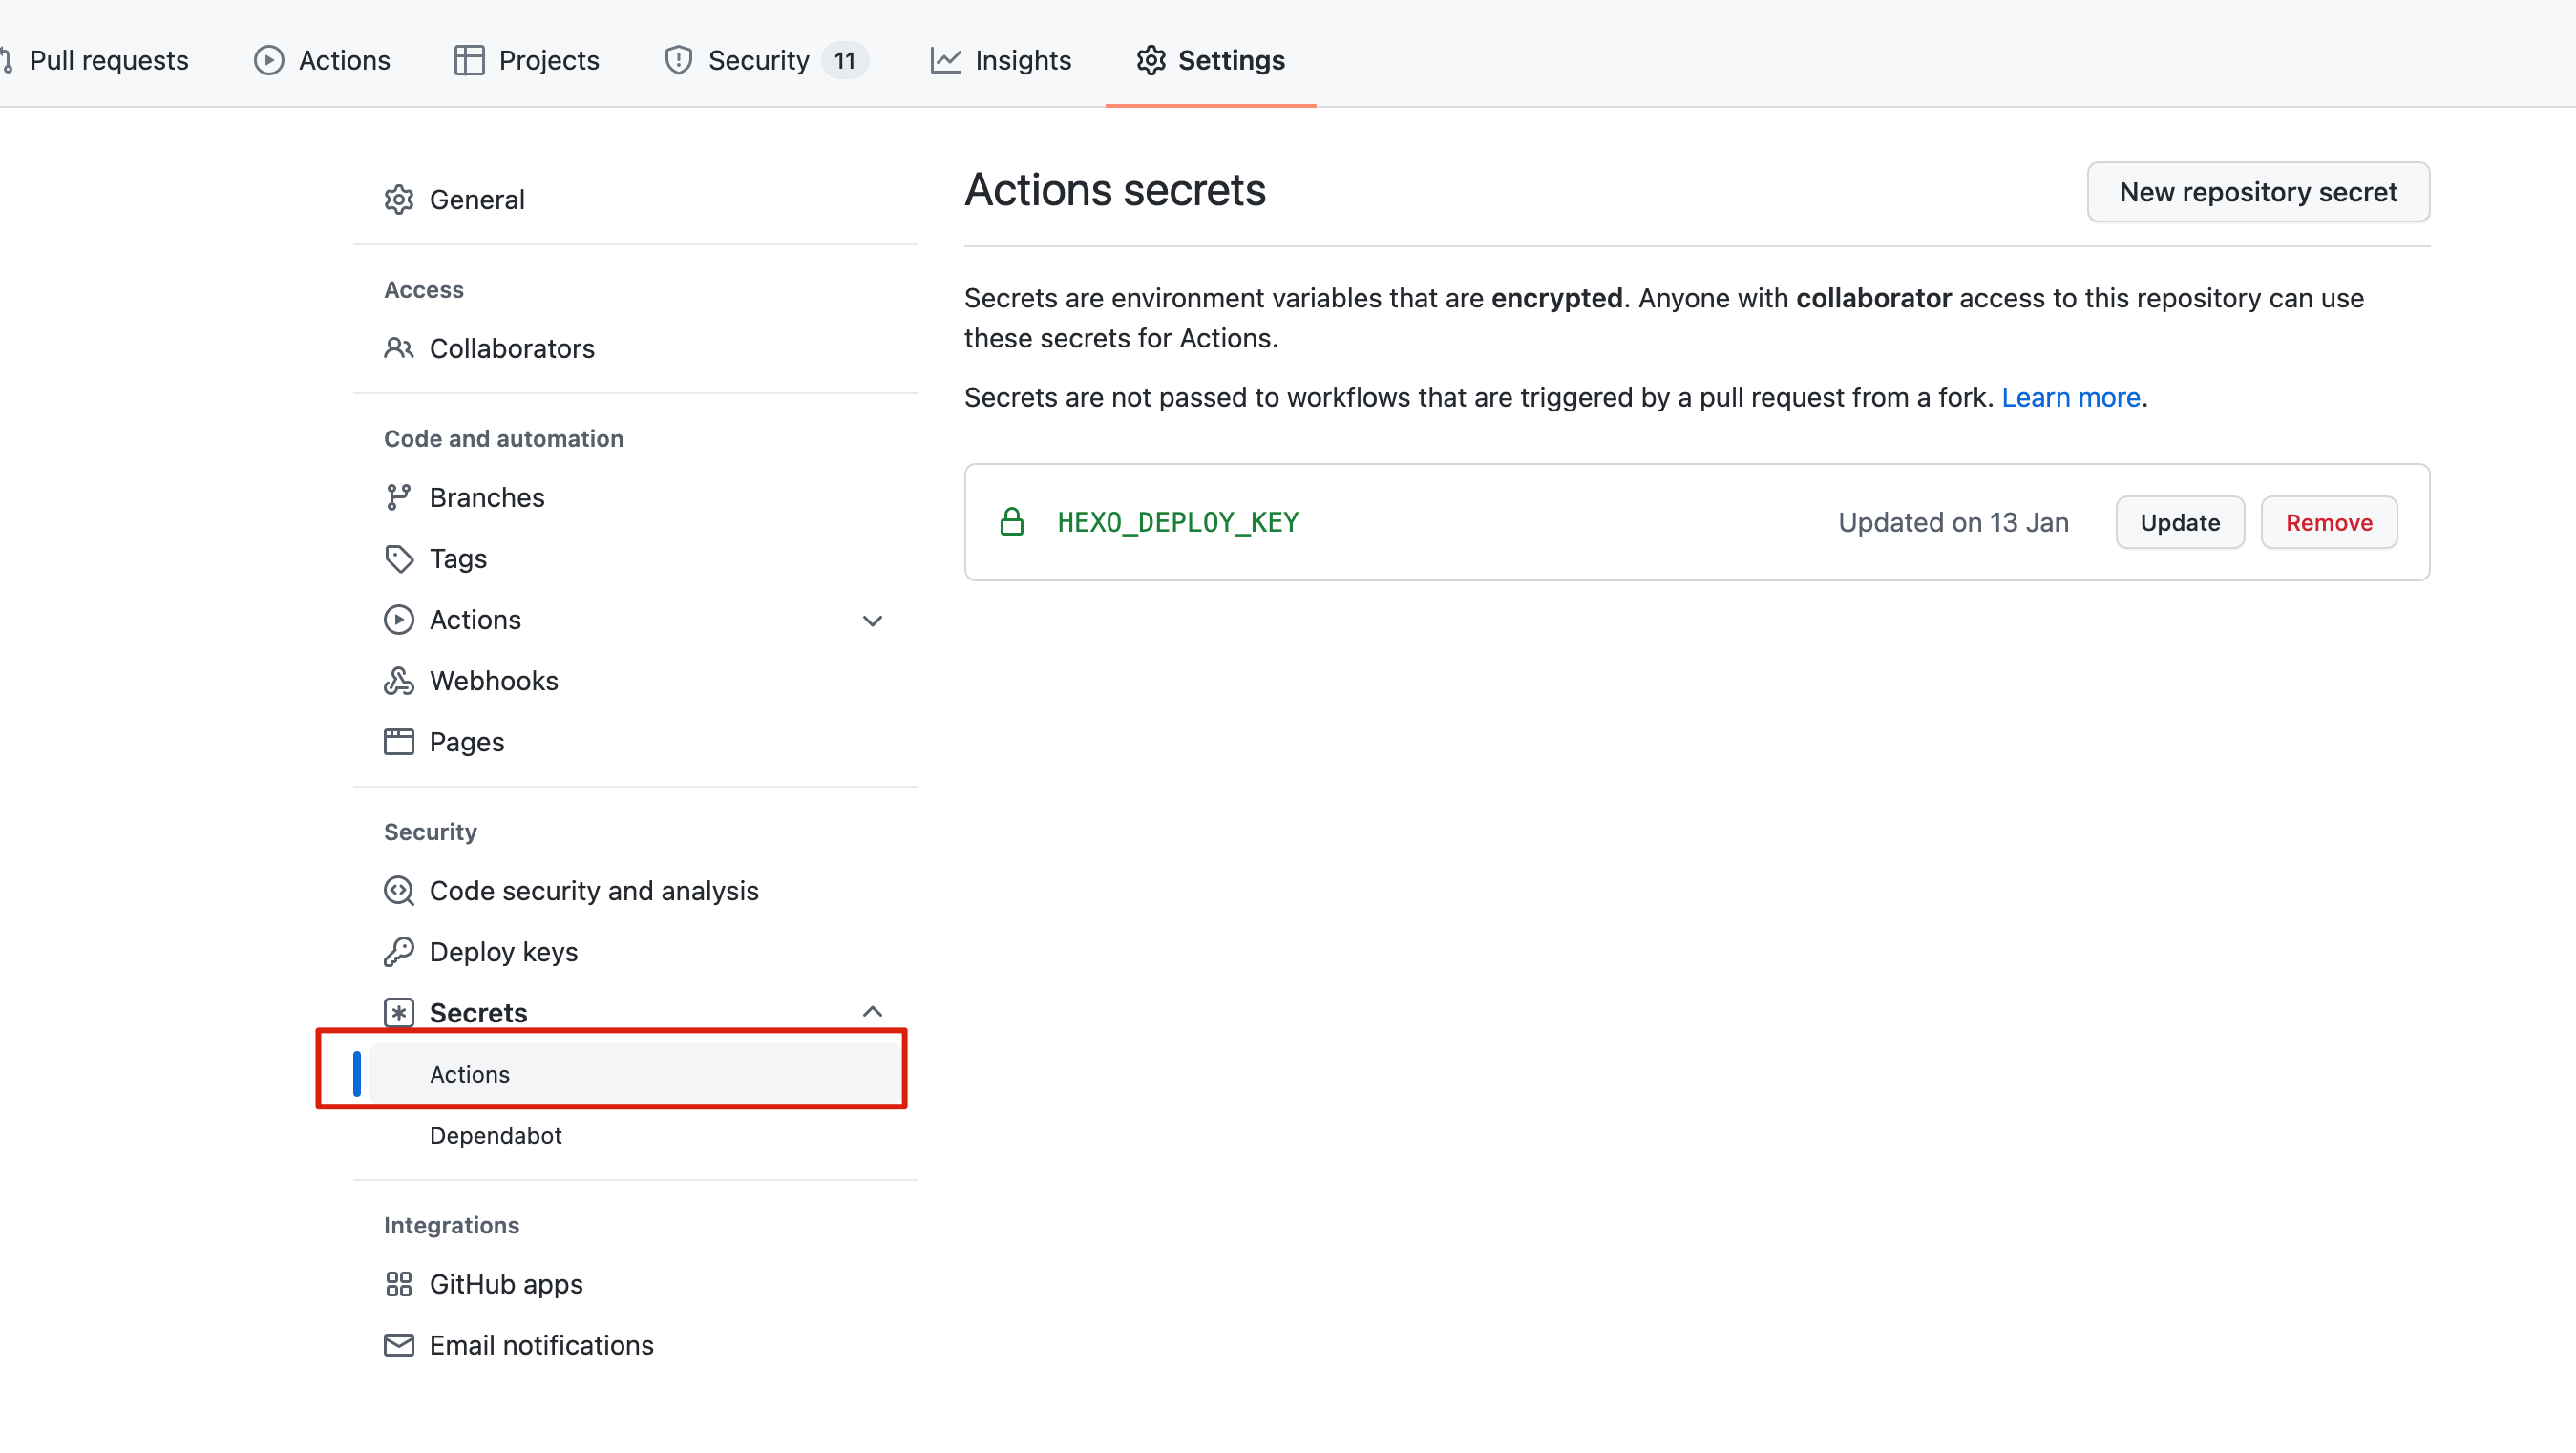 Pull requests
Actions
Projects
Security 11
Insights
Settings
General
Access
Collaborators
Code and automation
Branches
Tags
Actions
Webhooks
Pages
Security
Code security and analysis
Deploy keys
Secrets
Actions
Dependabot
Integrations
GitHub apps
Email notifications
Actions secrets
New repository secret
Secrets are environment variables that are encrypted. Anyone with collaborator access to this repository can use
these secrets for Actions.
Secrets are not passed to workflows that are triggered by a pull request from a fork. Learn more.
HEXO_DEPLOY_KEY
Updated on 13 Jan
Update
Remove